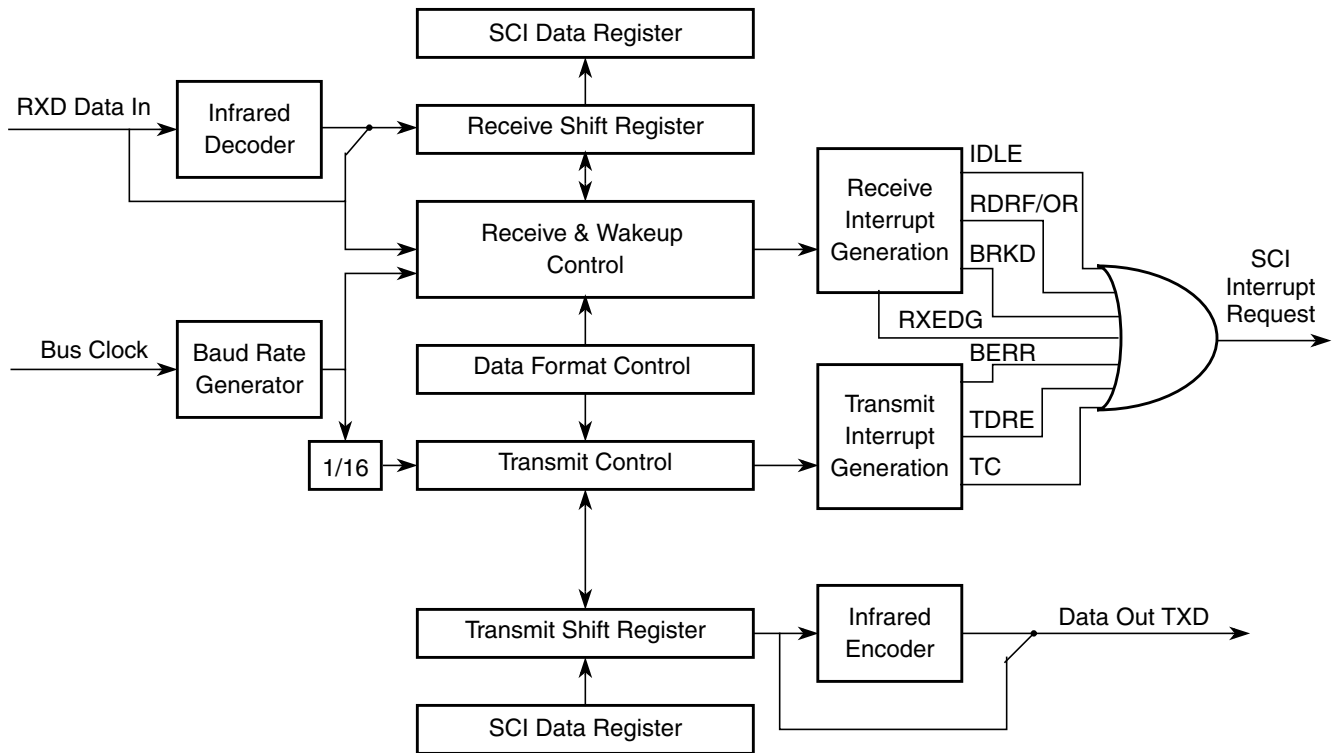 SCI Data Register
RXD Data In
Infrared
Decoder
Receive Shift Register
Receive & Wakeup
Control
Receive
Interrupt
Generation
IDLE
RDRF/OR
BRKD
RXEDG
SCI
Interrupt
Request
Bus Clock
Baud Rate
Generator
Data Format Control
BERR
Transmit
Interrupt
Generation
TDRE
TC
1/16
Transmit Control
Transmit Shift Register
Infrared
Encoder
Data Out TXD
SCI Data Register